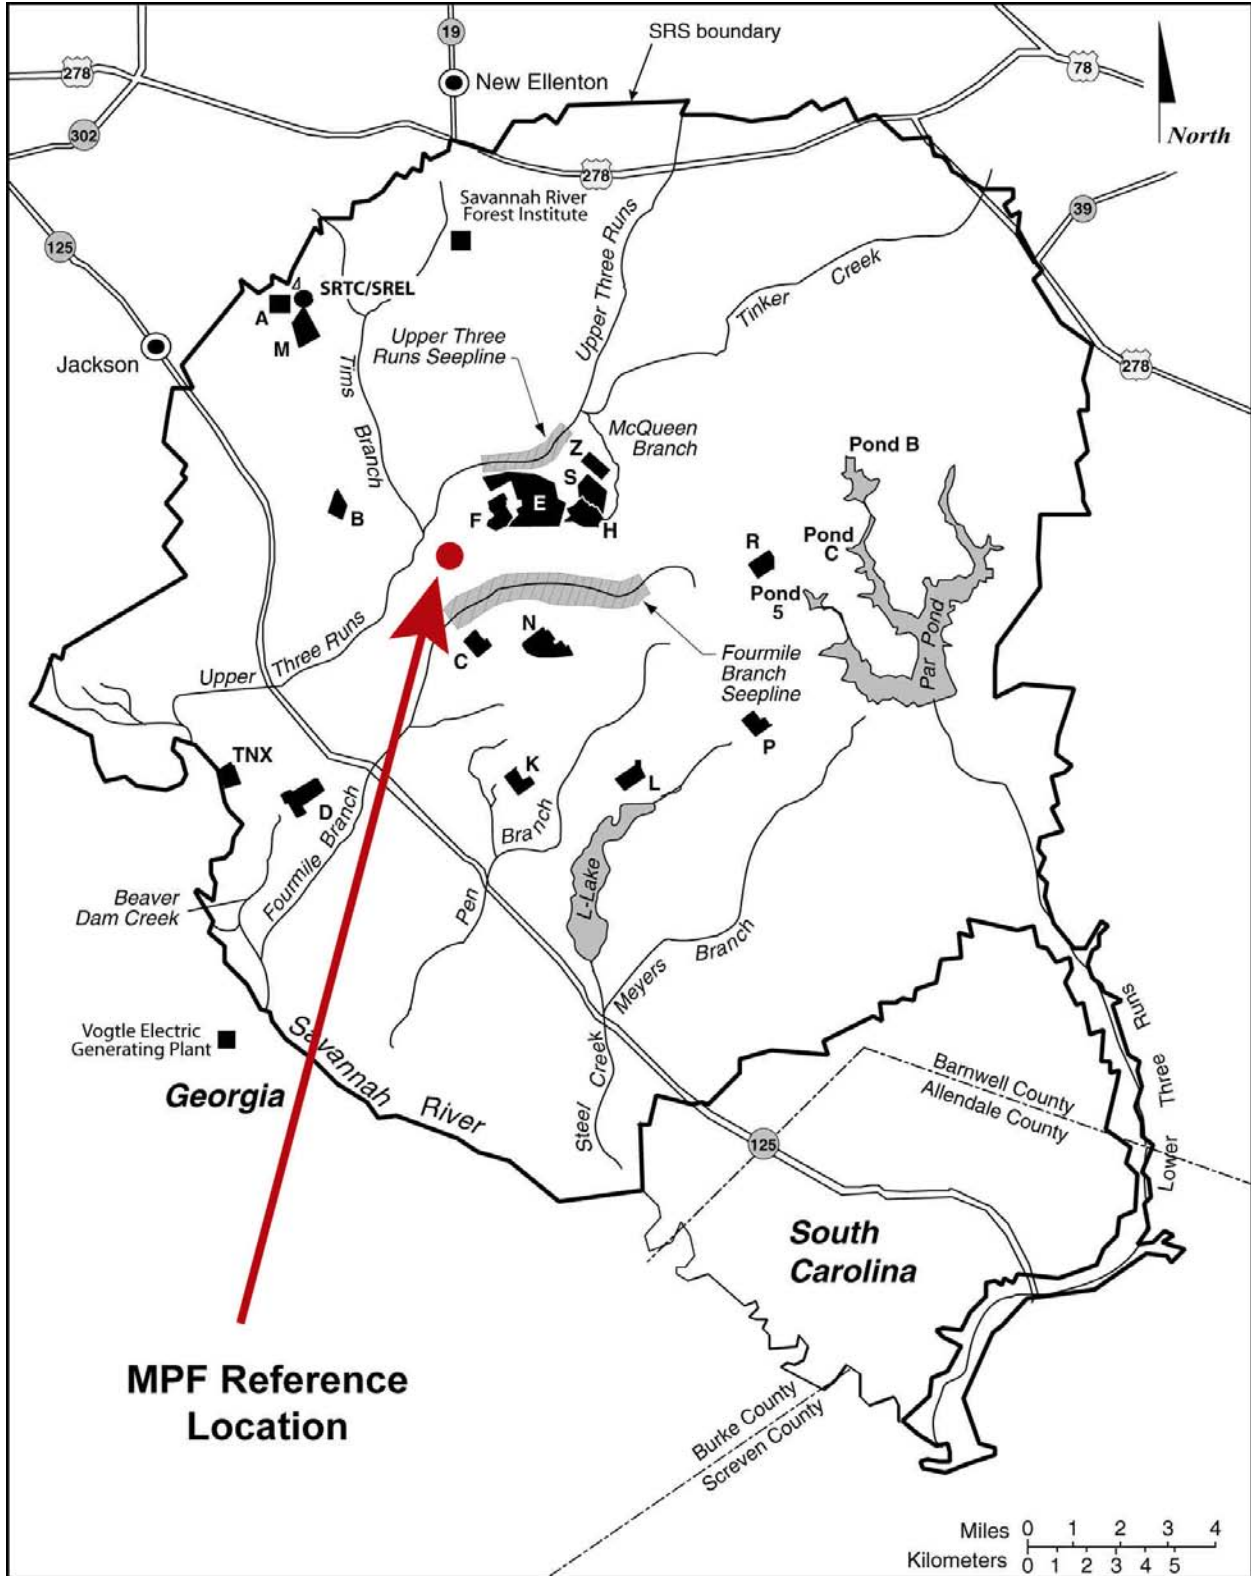 19
SRS boundary
278
New Ellenton
78
302
North
278
Savannah River
Forest Institute
39
125
Upper Three Runs
Tinker Creek
SRTC/SREL
A
M
Upper Three
Runs Seepline
Jackson
278
Tims Branch
McQueen
Branch
Z
Pond B
S
E
B
F
H
R
Pond
C
Pond
5
Par Pond
N
C
Upper Three Runs
Fourmile
Branch
Seepline
P
TNX
K
L
D
Branch
Fourmile Branch
L-Lake
Beaver
Dam Creek
Pen
Meyers Branch
Vogtle Electric
Generating Plant
Savannah River
Georgia
Steel Creek
Lower Three Runs
Barnwell County
Allendale County
125
South
Carolina
MPF Reference
Location
Burke County
Screven County
Miles 0 1 2 3 4
Kilometers 0 1 2 3 4 5